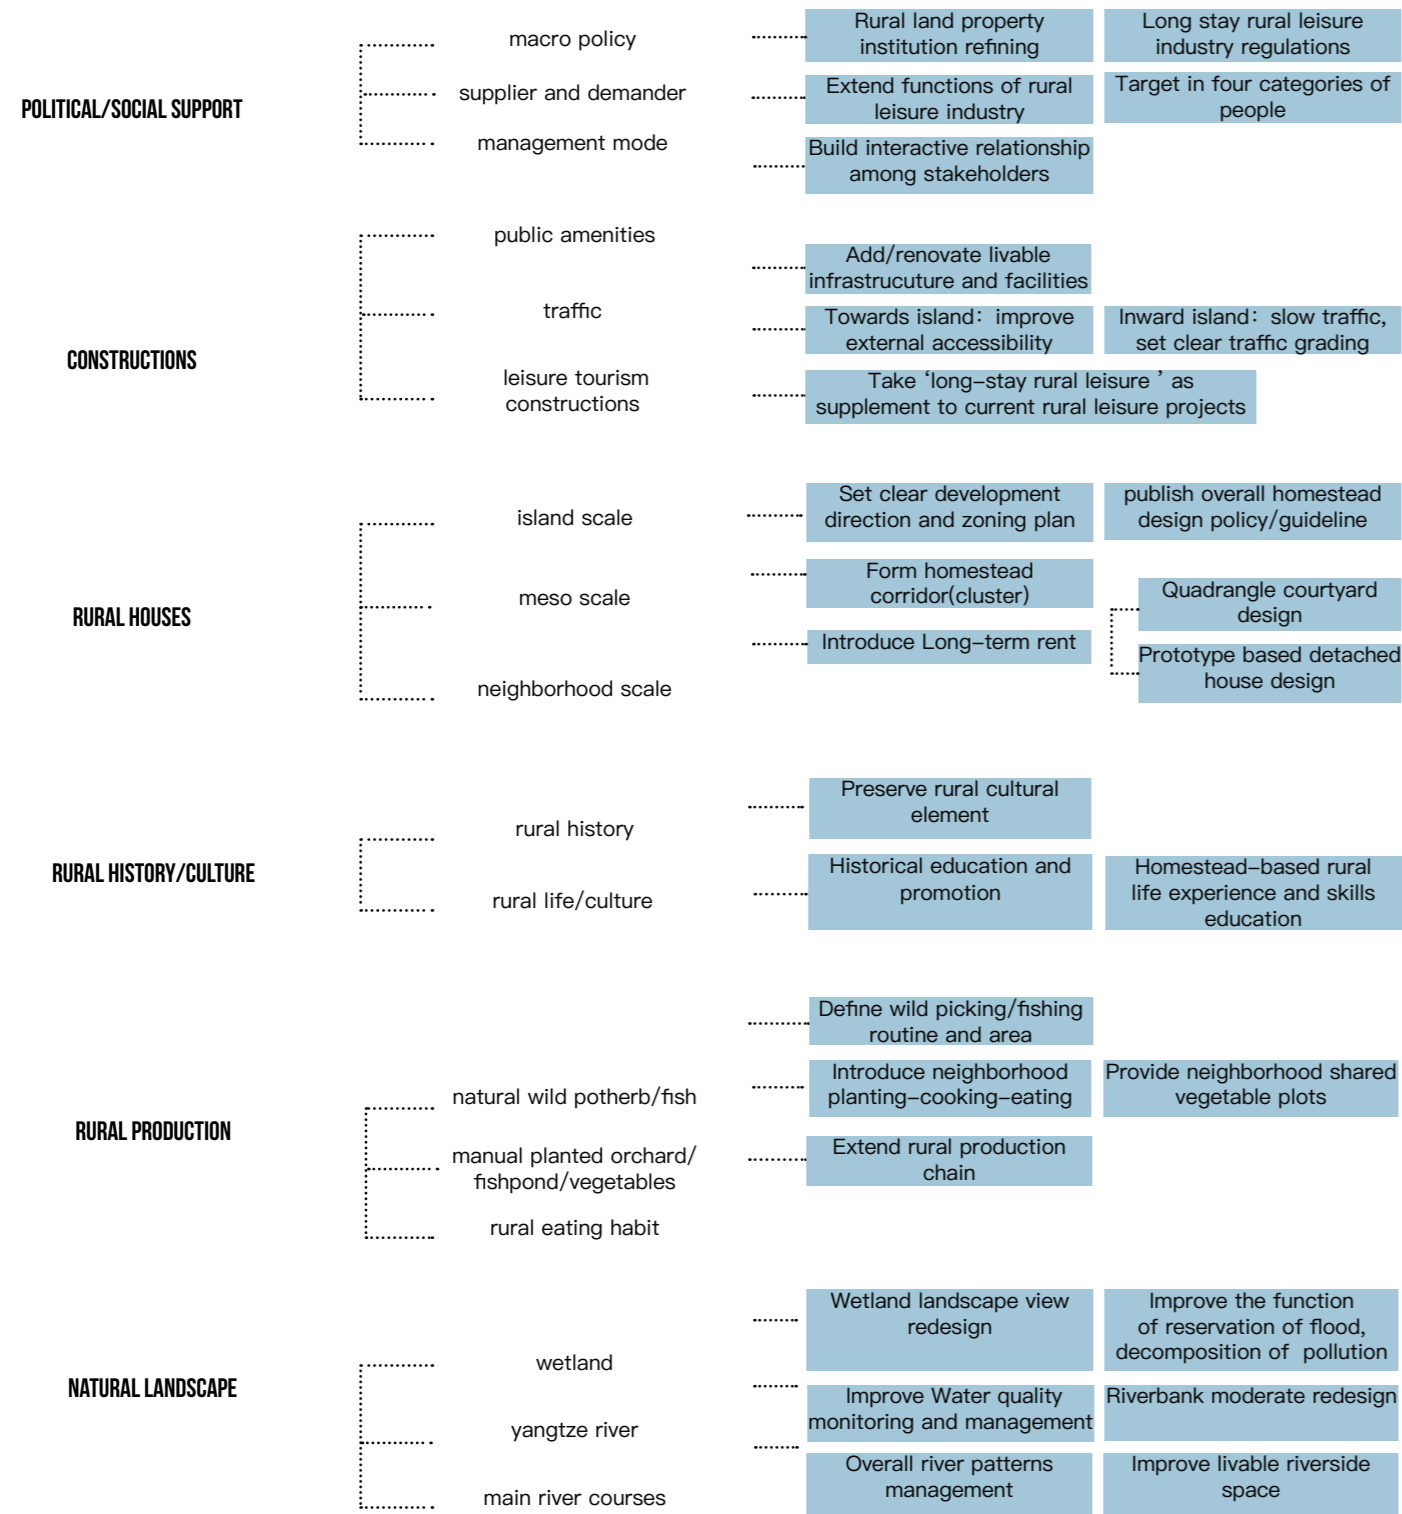 POLITICAL/SOCIAL SUPPORT
macro policy
supplier and demander
management mode
Rural land property
institution refining
Long stay rural leisure
industry regulations
Extend functions of rural
leisure industry
Target in four categories of
people
Build interactive relationship
among stakeholders
CONSTRUCTIONS
public amenities
traffic
leisure tourism
constructions
Add/renovate livable
infrastrucuture and facilities
Towards island: improve
external accessibility
Inward island: slow traffic,
set clear traffic grading
Take ‘long-stay rural leisure ’ as
supplement to current rural leisure projects
RURAL HOUSES
island scale
meso scale
neighborhood scale
Set clear development
direction and zoning plan
publish overall homestead
design policy/guideline
Form homestead
corridor(cluster)
Introduce Long-term rent
Quadrangle courtyard
design
Prototype based detached
house design
RURAL HISTORY/CULTURE
rural history
rural life/culture
Preserve rural cultural
element
Historical education and
promotion
Homestead-based rural
life experience and skills
education
RURAL PRODUCTION
natural wild potherb/fish
manual planted orchard/
fishpond/vegetables
rural eating habit
Define wild picking/fishing
routine and area
Introduce neighborhood
planting-cooking-eating
Provide neighborhood shared
vegetable plots
Extend rural production
chain
NATURAL LANDSCAPE
wetland
yangtze river
main river courses
Wetland landscape view
redesign
Improve the function
of reservation of flood,
decomposition of pollution
Improve Water quality
monitoring and management
Riverbank moderate redesign
Overall river patterns
management
Improve livable riverside
space